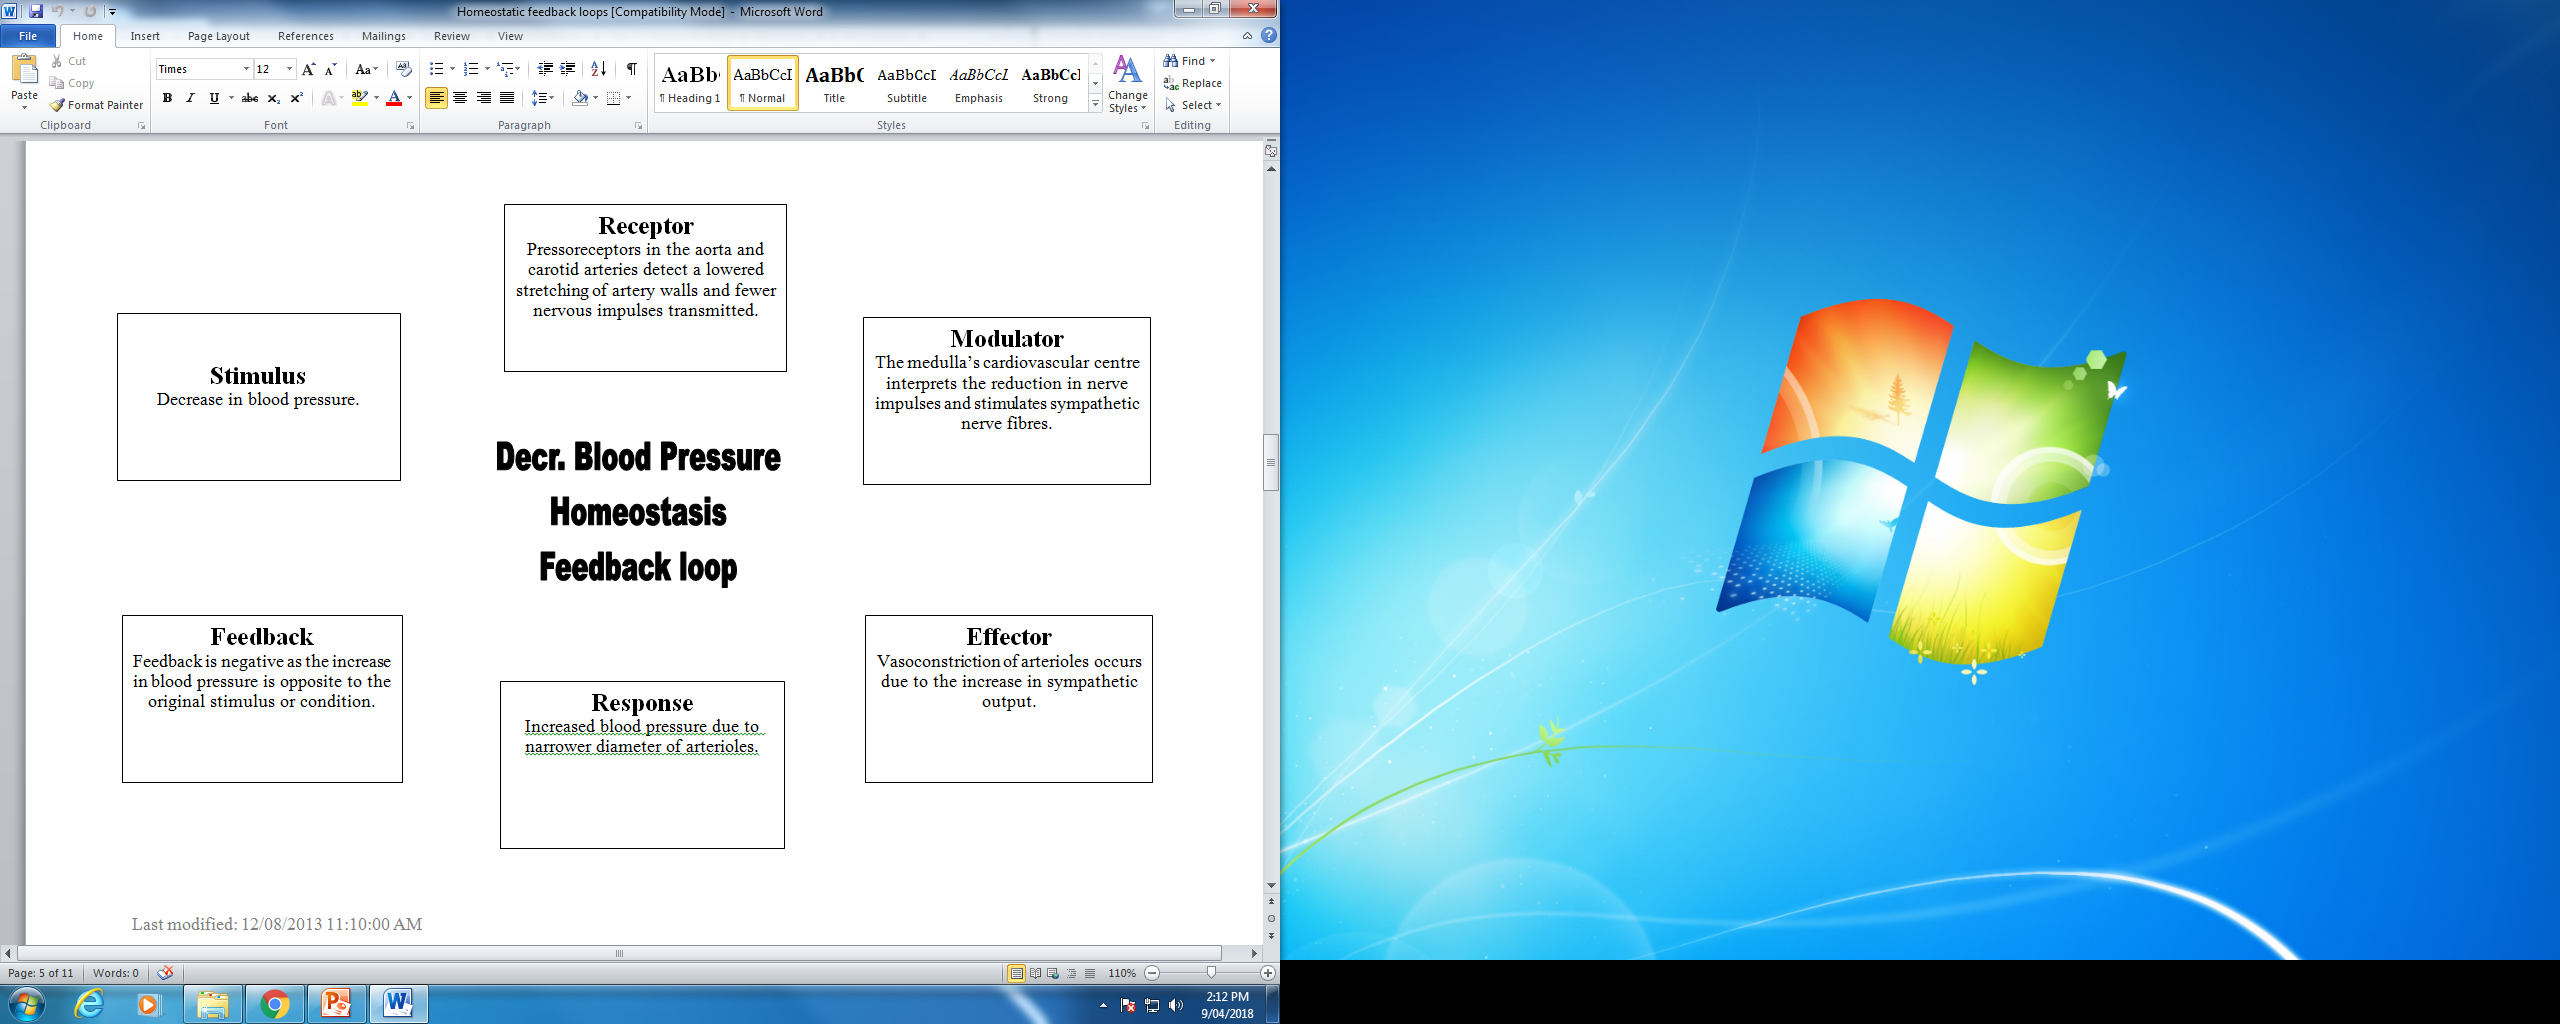 Homeostatic feedback loops [Compatibility Mode] - Microsoft Word
File Home Insert Page Layout References Mailings Review View
Paste
Cut
Copy
Format Painter
Clipboard
Times 12
Font
Paragraph
AaBb( AaBbCcI AaBbC AaBbCcI AaBbCcI AaBbCcI
¶ Heading 1 ¶ Normal Title Subtitle Emphasis Strong
Change
Styles
Styles
Find
Replace
Select
Editing
Receptor
Pressoreceptors in the aorta and
carotid arteries detect a lowered
stretching of artery walls and fewer
nervous impulses transmitted.
Stimulus
Decrease in blood pressure.
Modulator
The medulla's cardiovascular centre
interprets the reduction in nerve
impulses and stimulates sympathetic
nerve fibres.
Decr. Blood Pressure
Homeostasis
Feedback loop
Feedback
Feedback is negative as the increase
in blood pressure is opposite to the
original stimulus or condition.
Response
Increased blood pressure due to
narrower diameter of arterioles.
Effector
Vasoconstriction of arterioles occurs
due to the increase in sympathetic
output.
Last modified: 12/08/2013 11:10:00 AM
Page: 5 of 11 Words: 0 110%
2:12 PM
9/04/2018